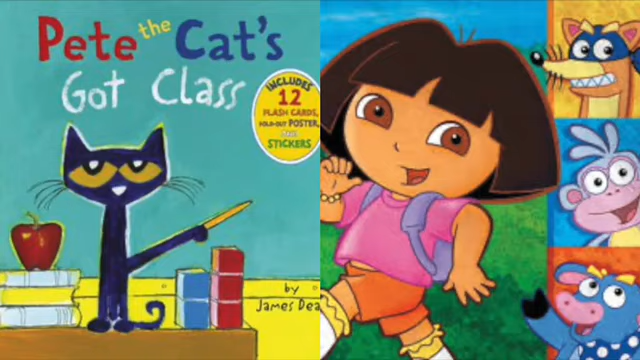 Pete the Cat's
Got Class
INCLUDES
12
FLASH CARDS,
FOLD-OUT POSTER,
AND
STICKERS
by
James Dea